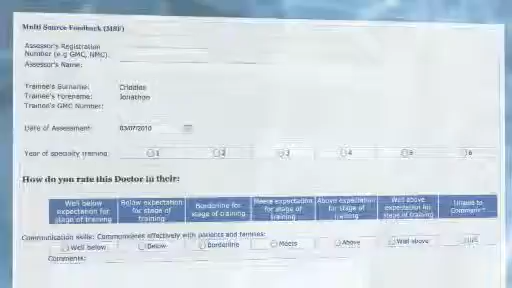 Multi Source Feedback (MSF)
Assessor's Registration
Number (e.g GMC, NMC):
Assessor's Name:
Trainee's Surname:
Trainee's Forename: Jonathon
Trainee's GMC Number:
Date of Assessment: 03/07/2010
Year of specialty training: 1 2 3 4 5 6
How do you rate this Doctor in their:
Well below expectation for stage of training Below expectation for stage of training Borderline for stage of training Meets expectation for stage of training Above expectation for stage of training Well above expectation for stage of training Unable to Comment*
Communication skills: Communicates effectively with patients and families:
Well below Below Borderline Meets Above Well above U/C
Comments: